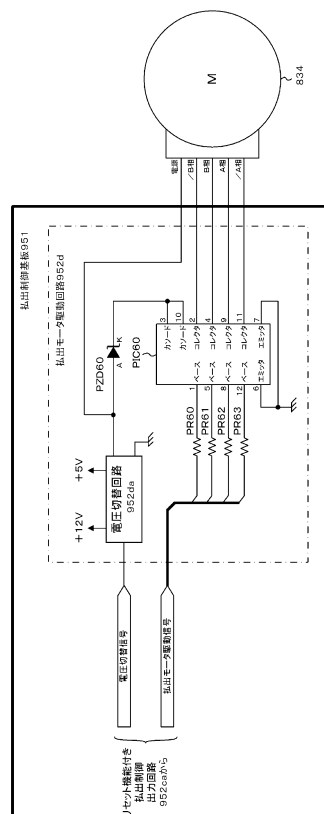 払出制御基板951
払出モータ駆動回路952d
リセット機能付き
払出制御
出力回路
952caから
電圧切替信号
払出モータ駆動信号
+12V
+5V
電圧切替回路
952da
PZD60
A
K
PIC60
PR60
PR61
PR62
PR63
1
ベース
5
ベース
8
ベース
12
ベース
6
エミッタ
3
カソード
10
カソード
2
コレクタ
4
コレクタ
9
コレクタ
11
コレクタ
7
エミッタ
電源
/B相
B相
A相
/A相
M
834